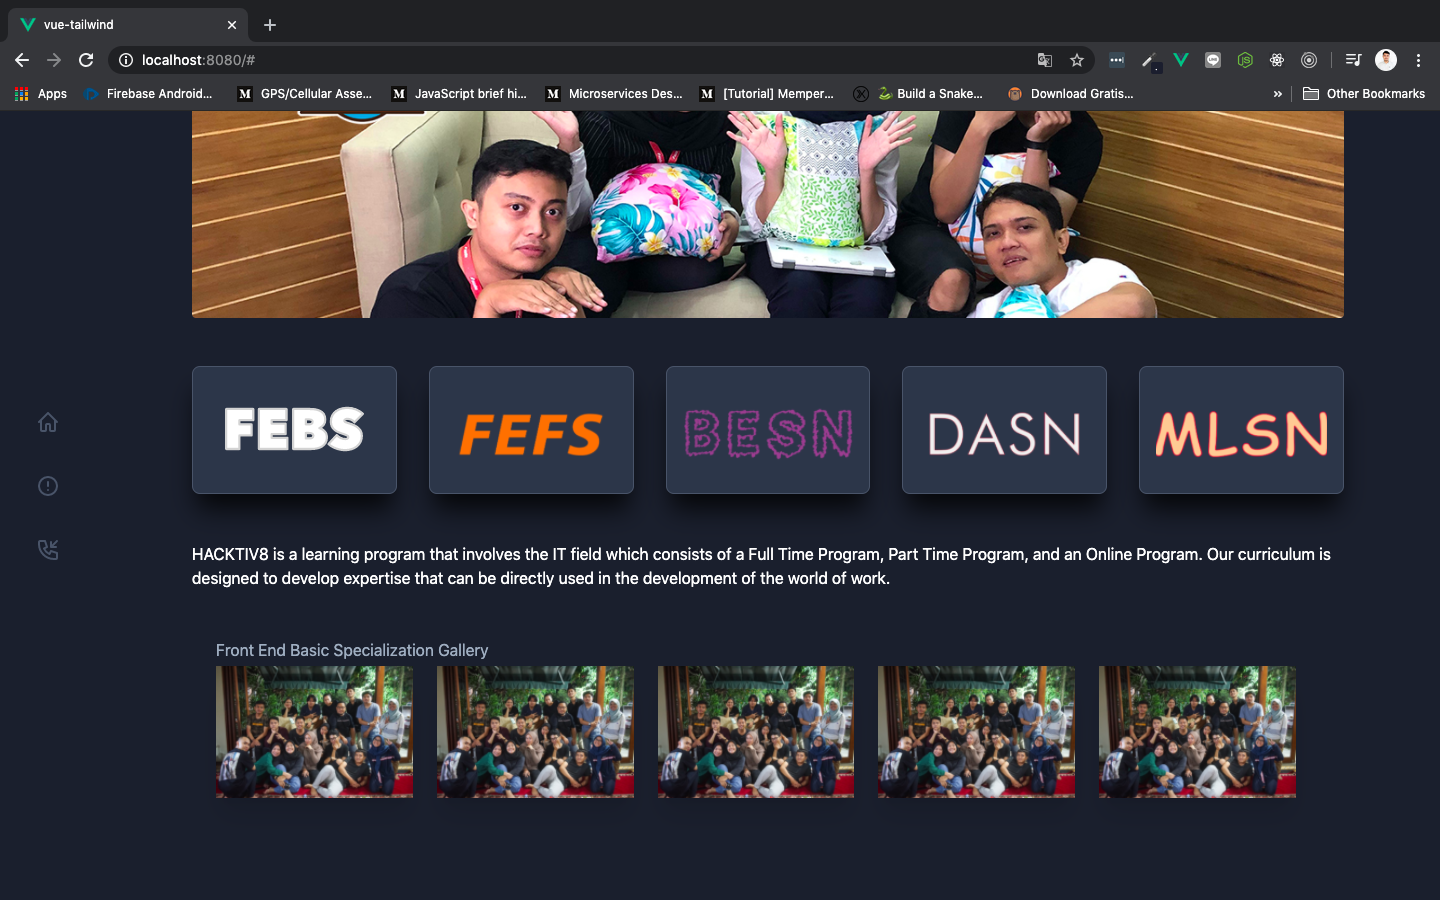 vue-tailwind
localhost:8080/#
Apps
Firebase Android...
GPS/Cellular Asse...
JavaScript brief hi...
Microservices Des...
[Tutorial] Memper...
Build a Snake...
Download Gratis...
»
Other Bookmarks
FEBS
FEFS
BESN
DASN
MLSN
HACKTIV8 is a learning program that involves the IT field which consists of a Full Time Program, Part Time Program, and an Online Program. Our curriculum is
designed to develop expertise that can be directly used in the development of the world of work.
Front End Basic Specialization Gallery